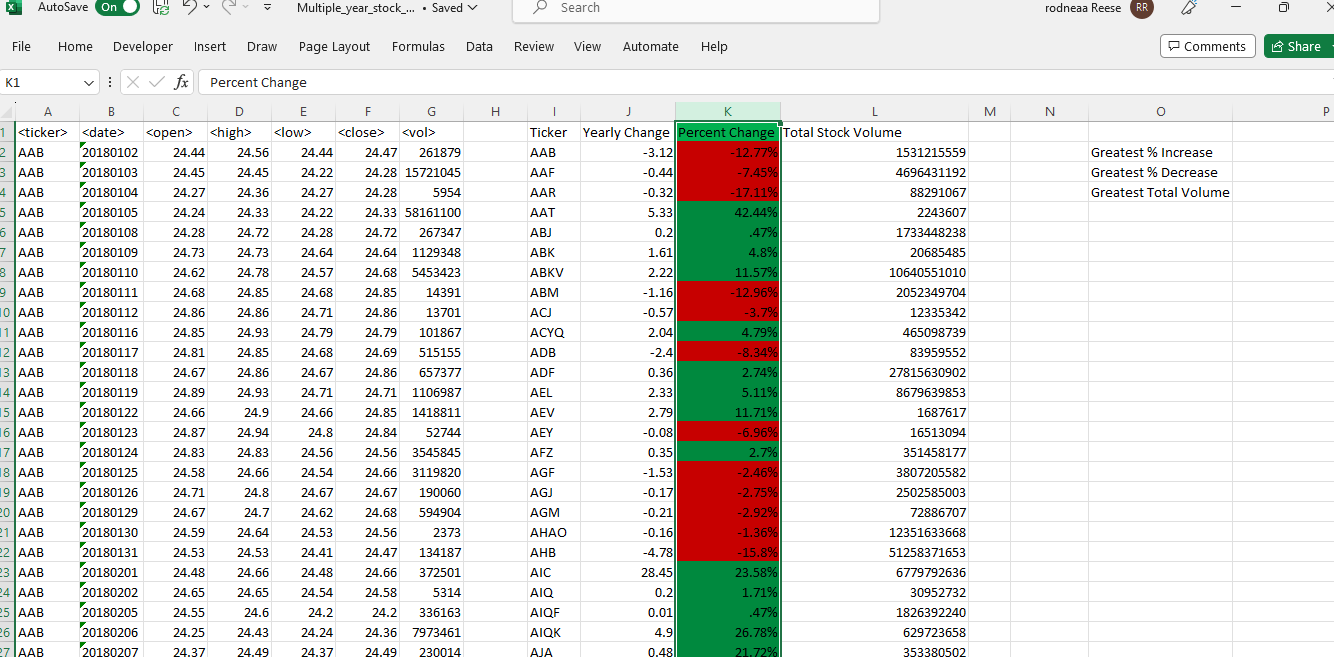 AutoSave On Multiple_year_stock_... • Saved Search rodneaa Reese RR
File Home Developer Insert Draw Page Layout Formulas Data Review View Automate Help Comments Share
K1 fx Percent Change
A B C D E F G H I J K L M N O P
1 <ticker> <date> <open> <high> <low> <close> <vol> Ticker Yearly Change Percent Change Total Stock Volume
2 AAB 20180102 24.44 24.56 24.44 24.47 261879 AAB -3.12 -12.77% 1531215559 Greatest % Increase
3 AAB 20180103 24.45 24.45 24.22 24.28 15721045 AAF -0.44 -7.45% 4696431192 Greatest % Decrease
4 AAB 20180104 24.27 24.36 24.27 24.28 5954 AAR -0.32 -17.11% 88291067 Greatest Total Volume
5 AAB 20180105 24.24 24.33 24.22 24.33 58161100 AAT 5.33 42.44% 2243607
6 AAB 20180108 24.28 24.72 24.28 24.72 267347 ABJ 0.2 .47% 1733448238
7 AAB 20180109 24.73 24.73 24.64 24.64 1129348 ABK 1.61 4.8% 20685485
8 AAB 20180110 24.62 24.78 24.57 24.68 5453423 ABKV 2.22 11.57% 10640551010
9 AAB 20180111 24.68 24.85 24.68 24.85 14391 ABM -1.16 -12.96% 2052349704
10 AAB 20180112 24.86 24.86 24.71 24.86 13701 ACJ -0.57 -3.7% 12335342
11 AAB 20180116 24.85 24.93 24.79 24.79 101867 ACYQ 2.04 4.79% 465098739
12 AAB 20180117 24.81 24.85 24.68 24.69 515155 ADB -2.4 -8.34% 83959552
13 AAB 20180118 24.67 24.86 24.67 24.86 657377 ADF 0.36 2.74% 27815630902
14 AAB 20180119 24.89 24.93 24.71 24.71 1106987 AEL 2.33 5.11% 8679639853
15 AAB 20180122 24.66 24.9 24.66 24.85 1418811 AEV 2.79 11.71% 1687617
16 AAB 20180123 24.87 24.94 24.8 24.84 52744 AEY -0.08 -6.96% 16513094
17 AAB 20180124 24.83 24.83 24.56 24.56 3545845 AFZ 0.35 2.7% 351458177
18 AAB 20180125 24.58 24.66 24.54 24.66 3119820 AGF -1.53 -2.46% 3807205582
19 AAB 20180126 24.71 24.8 24.67 24.67 190060 AGJ -0.17 -2.75% 2502585003
20 AAB 20180129 24.67 24.7 24.62 24.68 594904 AGM -0.21 -2.92% 72886707
21 AAB 20180130 24.59 24.64 24.53 24.56 2373 AHAO -0.16 -1.36% 12351633668
22 AAB 20180131 24.53 24.53 24.41 24.47 134187 AHB -4.78 -15.8% 51258371653
23 AAB 20180201 24.48 24.66 24.48 24.66 372501 AIC 28.45 23.58% 6779792636
24 AAB 20180202 24.65 24.65 24.54 24.58 5314 AIQ 0.2 1.71% 30952732
25 AAB 20180205 24.55 24.6 24.2 24.2 336163 AIQF 0.01 .47% 1826392240
26 AAB 20180206 24.25 24.43 24.24 24.36 7973461 AIQK 4.9 26.78% 629723658
27 AAB 20180207 24.37 24.49 24.37 24.49 230014 AJA 0.48 21.72% 353380502